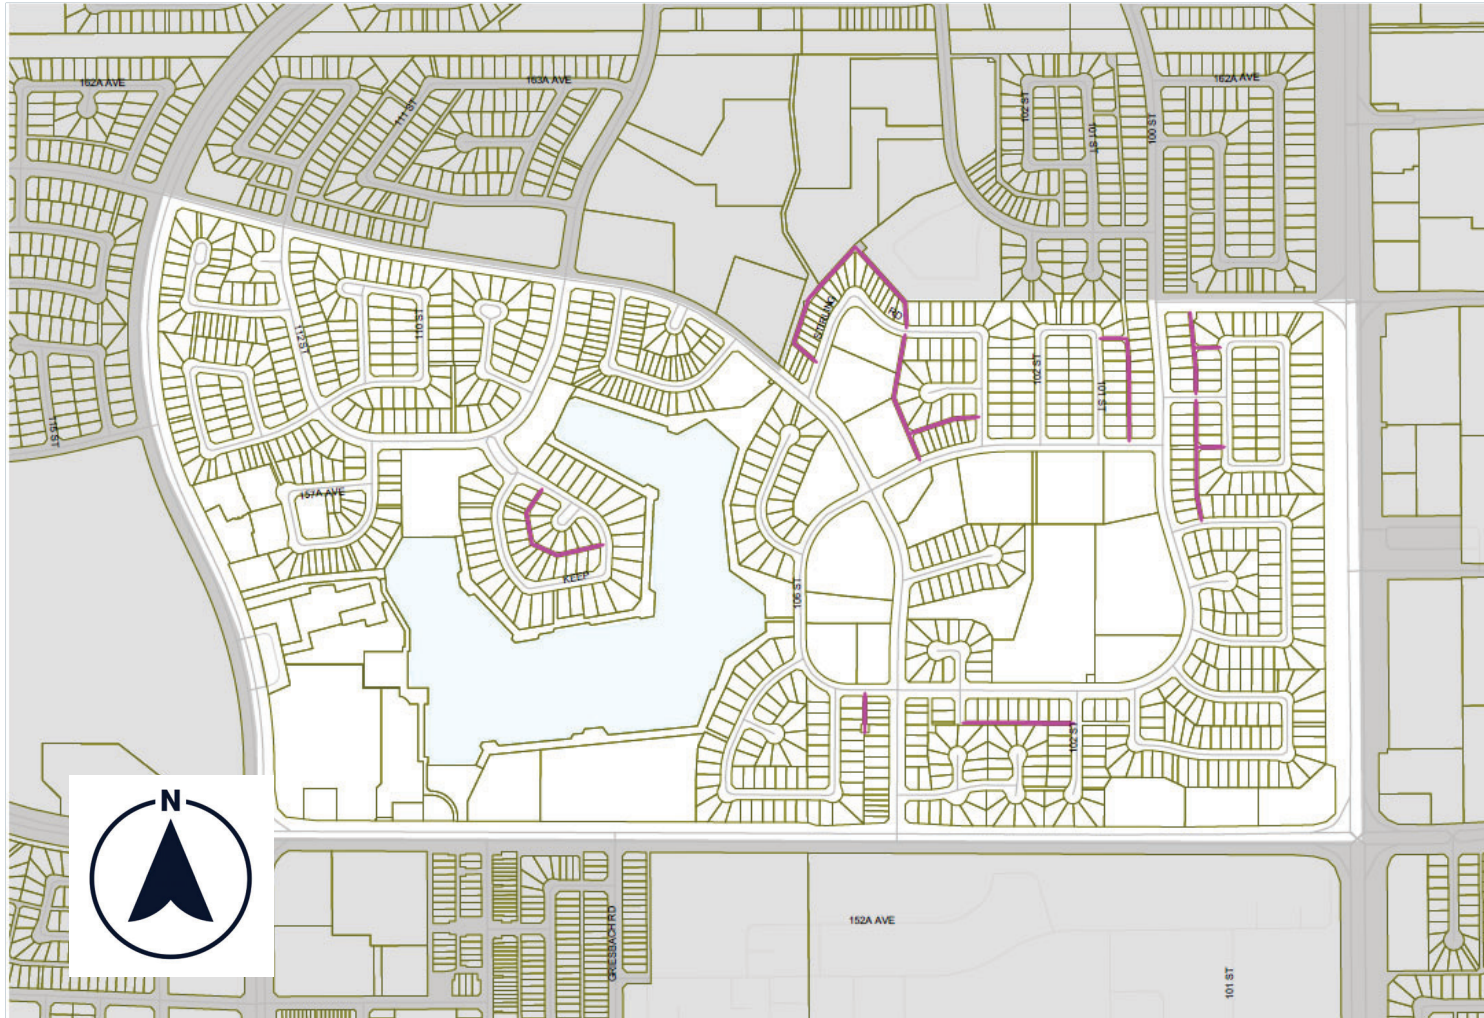 162A AVE
163A AVE
162A AVE
111 ST
102 ST
101 ST
100 ST
112 ST
110 ST
RD
102 ST
101 ST
115 ST
157A AVE
KEEP
106 ST
102 ST
N
GRIESBACH RD
152A AVE
101 ST